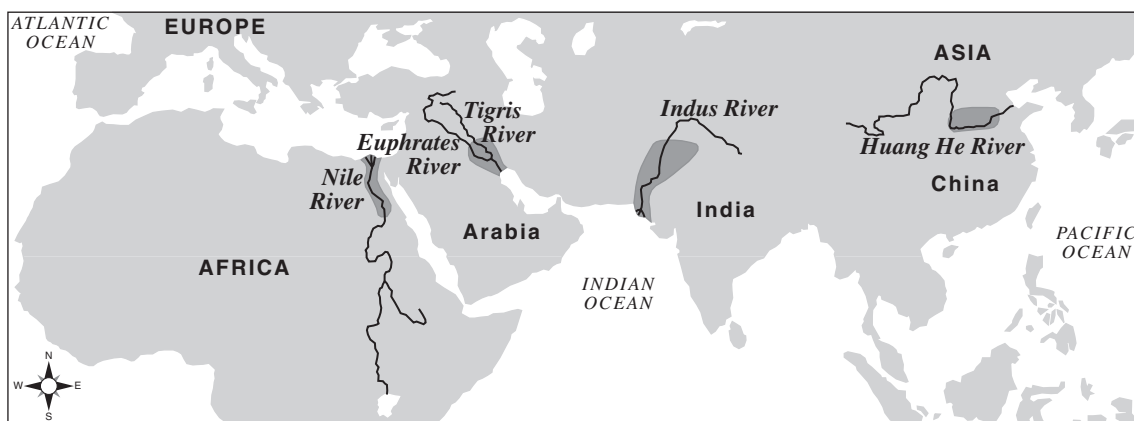 ATLANTIC
OCEAN
EUROPE
ASIA
Tigris
River
Indus River
Euphrates
River
Huang He River
Nile
River
China
India
Arabia
PACIFIC
OCEAN
AFRICA
INDIAN
OCEAN
N
W
E
S